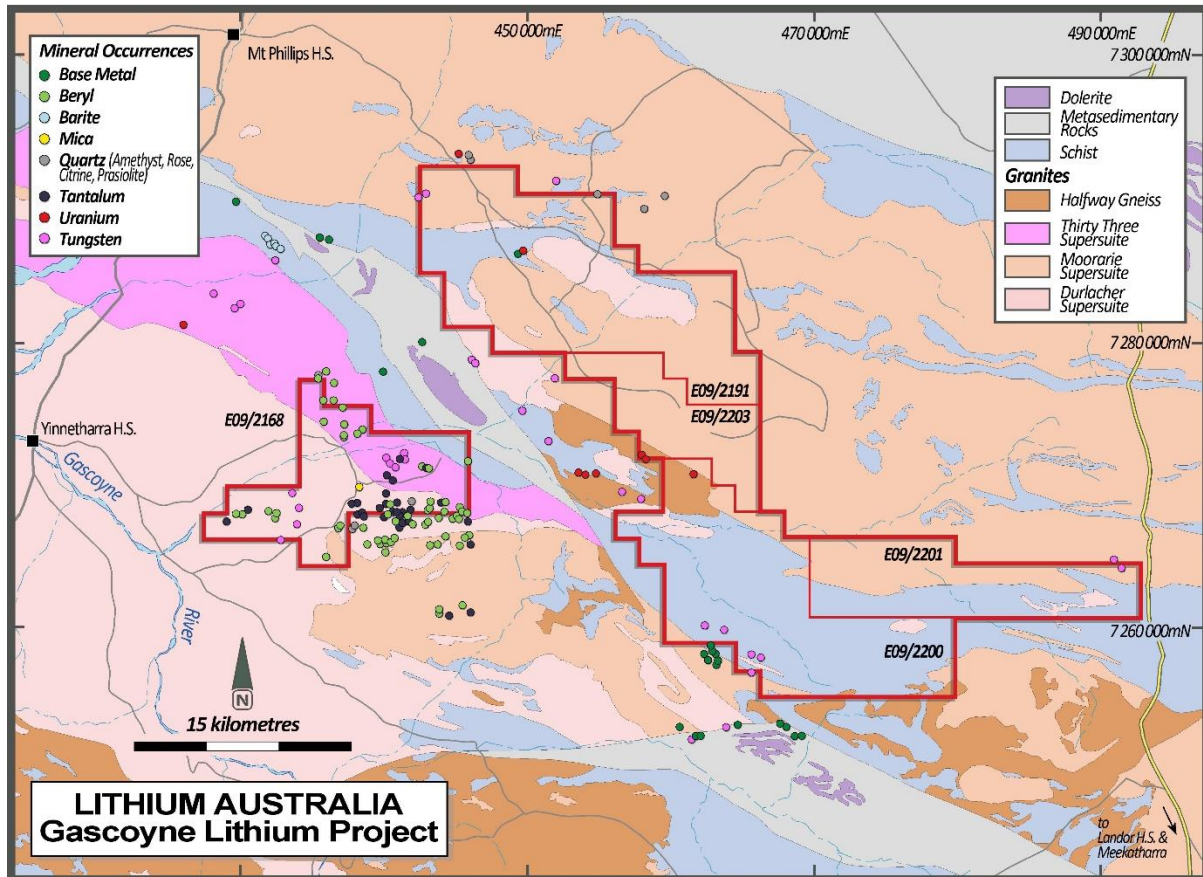 450 000mE
470 000mE
490 000mE
7 300 000mN
Mineral Occurrences
Base Metal
Beryl
Barite
Mica
Quartz (Amethyst, Rose,
Citrine, Prasiolite)
Tantalum
Uranium
Tungsten
Mt Phillips H.S.
Dolerite
Metasedimentary
Rocks
Schist
Granites
Halfway Gneiss
Thirty Three
Supersuite
Moorarie
Supersuite
Durlacher
Supersuite
7 280 000mN
E09/2191
E09/2203
E09/2168
Yinnetharra H.S.
Gascoyne
River
E09/2201
7 260 000mN
E09/2200
N
15 kilometres
LITHIUM AUSTRALIA
Gascoyne Lithium Project
to
Landor H.S. &
Meekatharra